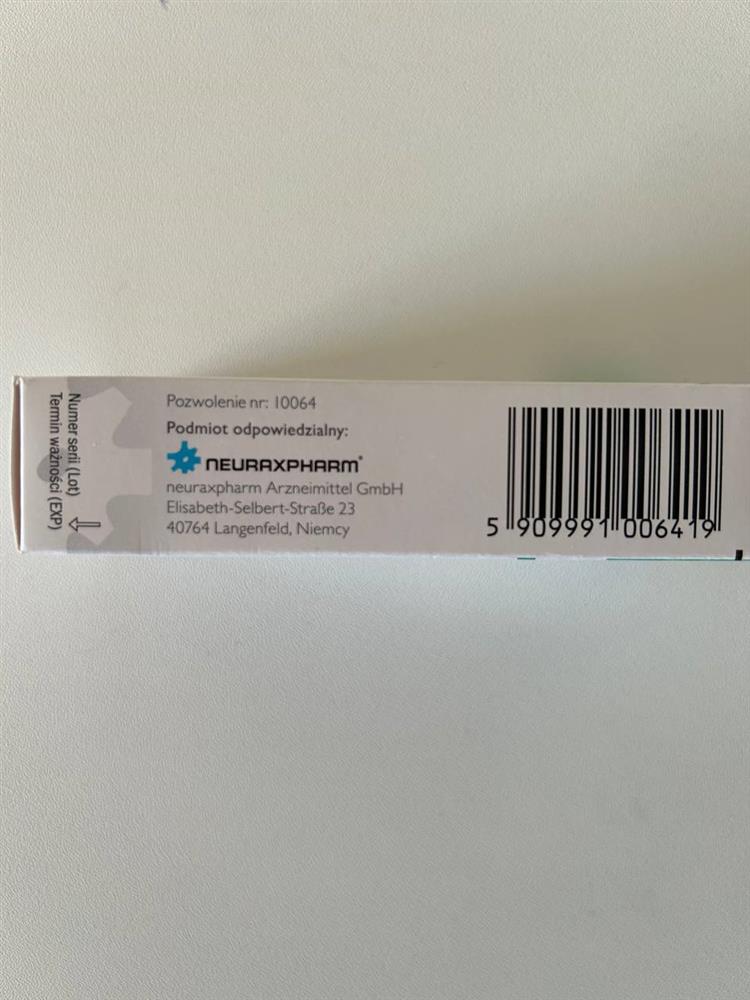 Numer serii (Lot)
Termin ważności (EXP)
Pozwolenie nr: 10064
Podmiot odpowiedzialny:
neuraxpharm®
neuraxpharm Arzneimittel GmbH
Elisabeth-Selbert-Straße 23
40764 Langenfeld, Niemcy
5 909991 006419